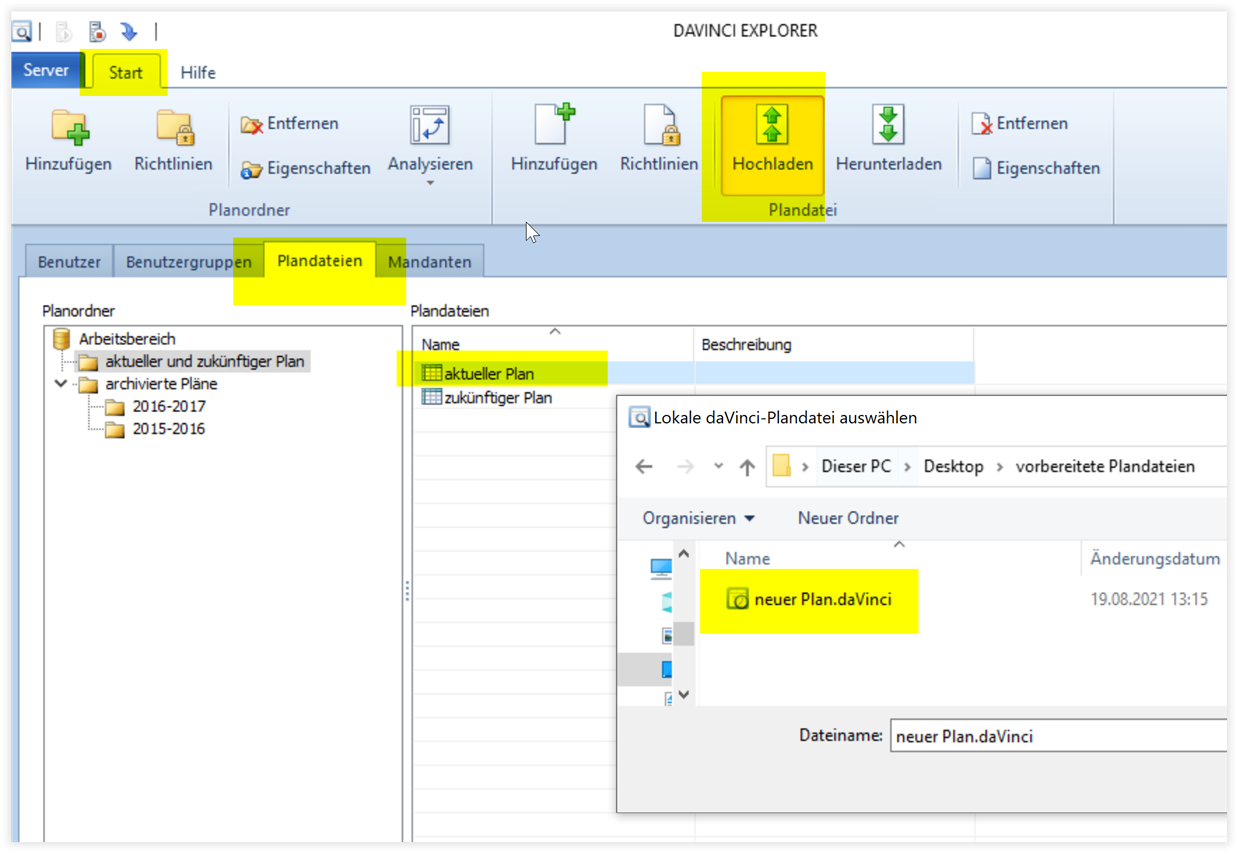 DAVINCI EXPLORER
Server Start Hilfe
Hinzufügen Richtlinien Entfernen Eigenschaften Analysieren
Planordner
Hinzufügen Richtlinien Hochladen Herunterladen Entfernen Eigenschaften
Plandatei
Benutzer Benutzergruppen Plandateien Mandanten
Planordner
Arbeitsbereich
aktueller und zukünftiger Plan
archivierte Pläne
2016-2017
2015-2016
Plandateien
Name Beschreibung
aktueller Plan
zukünftiger Plan
Lokale daVinci-Plandatei auswählen
Dieser PC Desktop vorbereitete Plandateien
Organisieren Neuer Ordner
Name Änderungsdatum
neuer Plan.daVinci 19.08.2021 13:15
Dateiname: neuer Plan.daVinci